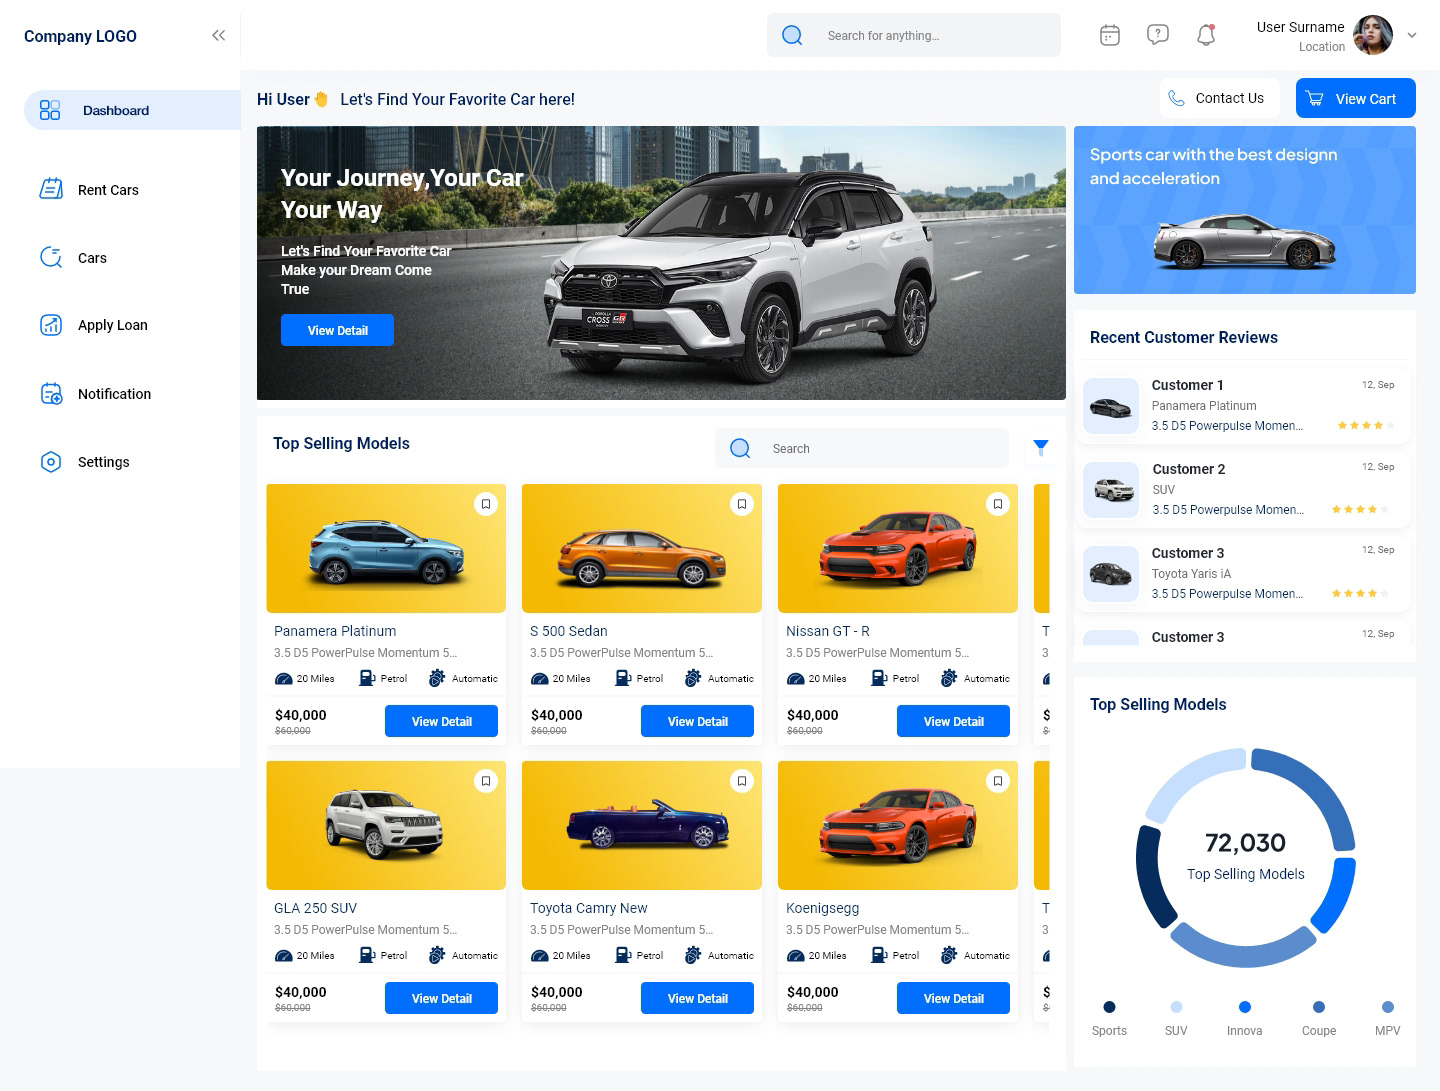 Company LOGO
Search for anything...
User Surname
Location
Dashboard
Rent Cars
Cars
Apply Loan
Notification
Settings
Hi User Let's Find Your Favorite Car here!
Contact Us
View Cart
Your Journey,Your Car
Your Way
Let's Find Your Favorite Car
Make your Dream Come
True
View Detail
COROLLA
CROSS GR
Sports car with the best designn
and acceleration
Top Selling Models
Search
Panamera Platinum
3.5 D5 PowerPulse Momentum 5...
20 Miles Petrol Automatic
$40,000
$60,000
View Detail
S 500 Sedan
3.5 D5 PowerPulse Momentum 5...
20 Miles Petrol Automatic
$40,000
$60,000
View Detail
Nissan GT - R
3.5 D5 PowerPulse Momentum 5...
20 Miles Petrol Automatic
$40,000
$60,000
View Detail
T
3.
$
$
GLA 250 SUV
3.5 D5 PowerPulse Momentum 5...
20 Miles Petrol Automatic
$40,000
$60,000
View Detail
Toyota Camry New
3.5 D5 PowerPulse Momentum 5...
20 Miles Petrol Automatic
$40,000
$60,000
View Detail
Koenigsegg
3.5 D5 PowerPulse Momentum 5...
20 Miles Petrol Automatic
$40,000
$60,000
View Detail
T
3.
$
$
Recent Customer Reviews
Customer 1 12, Sep
Panamera Platinum
3.5 D5 Powerpulse Momen...
Customer 2 12, Sep
SUV
3.5 D5 Powerpulse Momen...
Customer 3 12, Sep
Toyota Yaris iA
3.5 D5 Powerpulse Momen...
Customer 3 12, Sep
Top Selling Models
72,030
Top Selling Models
Sports SUV Innova Coupe MPV